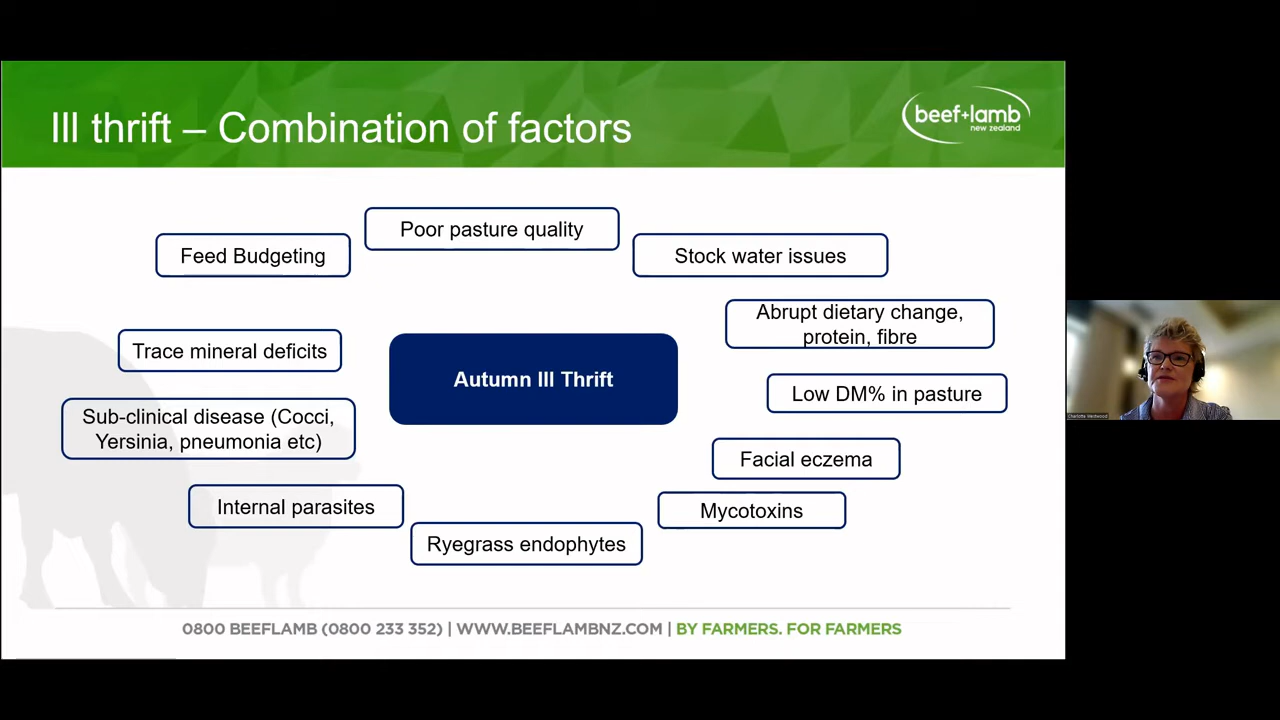 Ill thrift – Combination of factors
beef+lamb
new zealand
Poor pasture quality
Feed Budgeting
Stock water issues
Abrupt dietary change,
protein, fibre
Trace mineral deficits
Autumn Ill Thrift
Low DM% in pasture
Sub-clinical disease (Cocci,
Yersinia, pneumonia etc)
Facial eczema
Internal parasites
Mycotoxins
Ryegrass endophytes
0800 BEEFLAMB (0800 233 352) | WWW.BEEFLAMBNZ.COM | BY FARMERS. FOR FARMERS
Charlotte Westwood